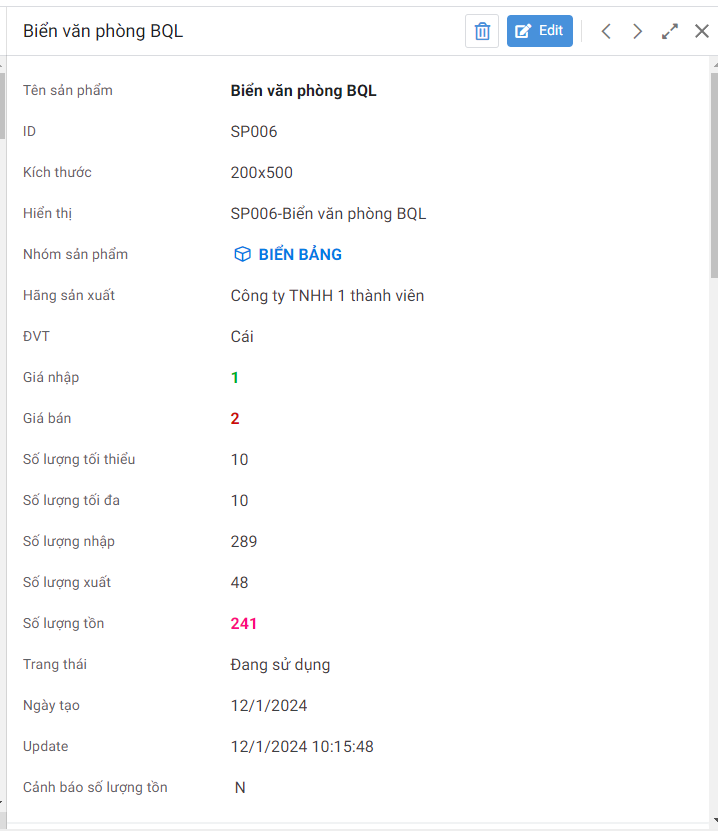 Biển văn phòng BQL Edit
Tên sản phẩm Biển văn phòng BQL
ID SP006
Kích thước 200x500
Hiển thị SP006-Biển văn phòng BQL
Nhóm sản phẩm BIỂN BẢNG
Hãng sản xuất Công ty TNHH 1 thành viên
ĐVT Cái
Giá nhập 1
Giá bán 2
Số lượng tối thiểu 10
Số lượng tối đa 10
Số lượng nhập 289
Số lượng xuất 48
Số lượng tồn 241
Trang thái Đang sử dụng
Ngày tạo 12/1/2024
Update 12/1/2024 10:15:48
Cảnh báo số lượng tồn N